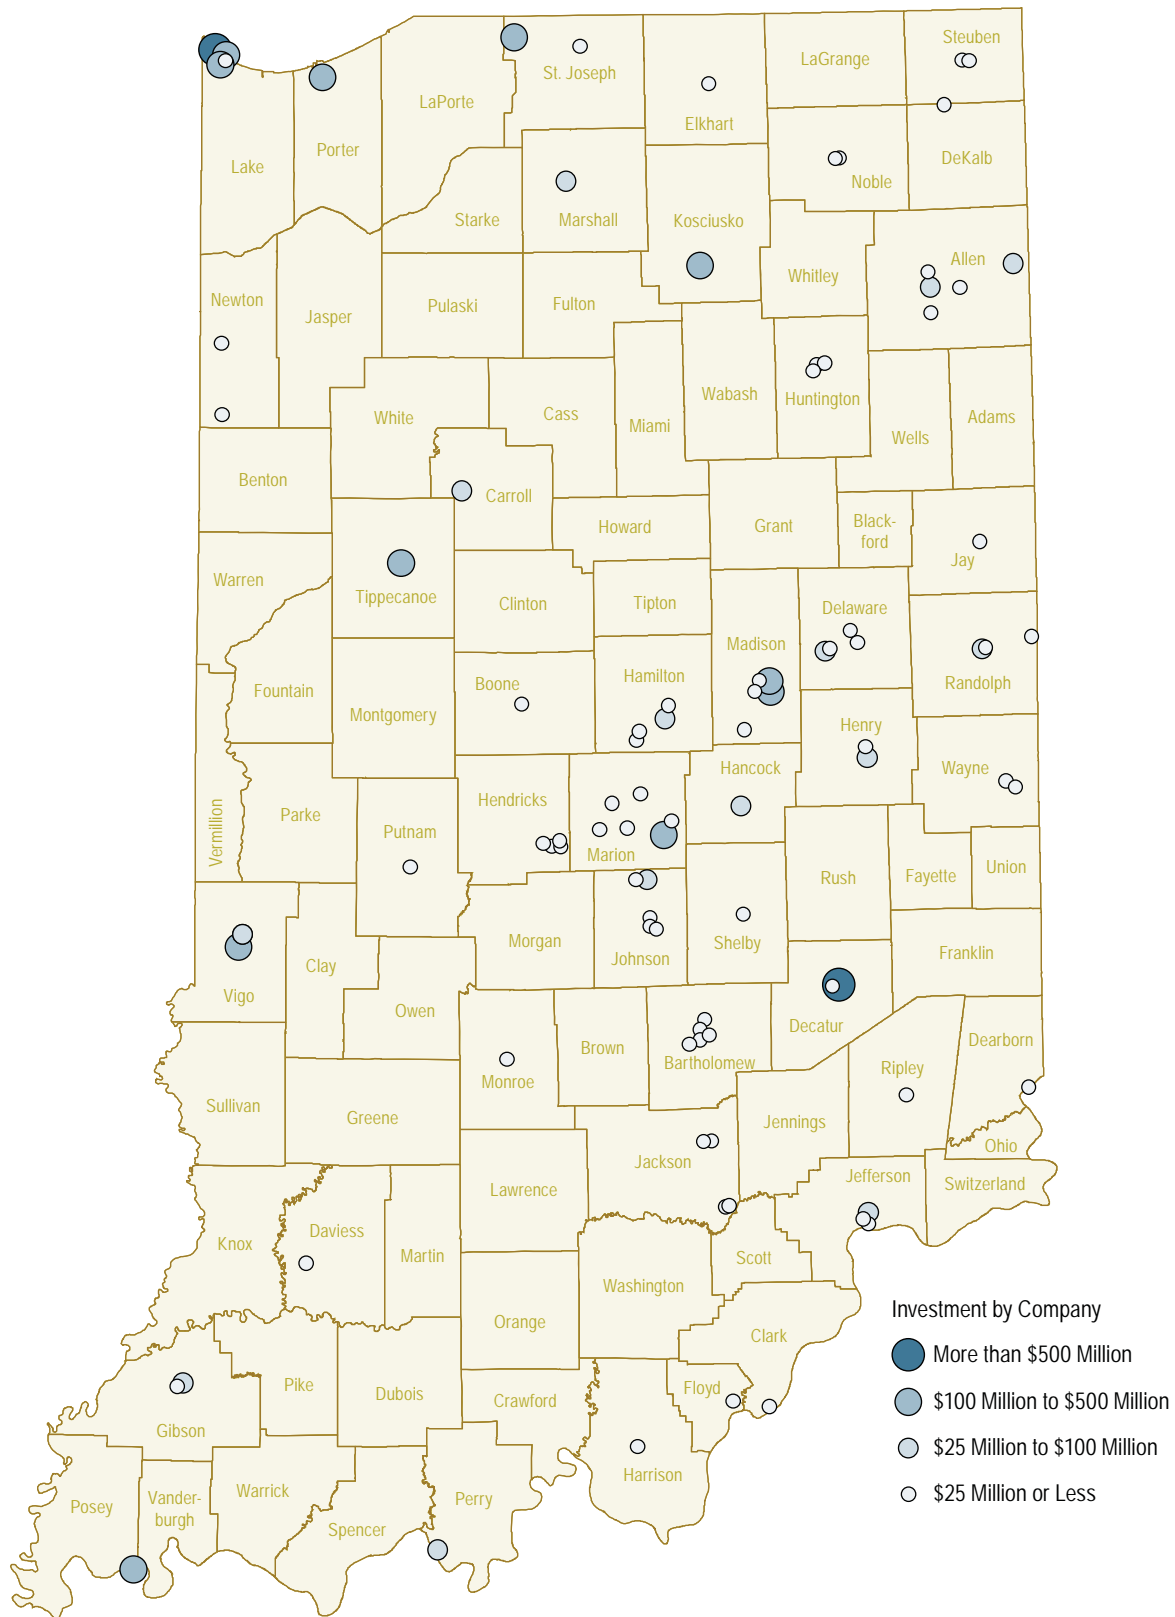 Steuben
LaGrange
St. Joseph
LaPorte
Elkhart
Porter
Lake
DeKalb
Noble
Starke
Marshall
Kosciusko
Allen
Whitley
Newton
Jasper
Pulaski
Fulton
Wabash
Huntington
White
Cass
Miami
Adams
Wells
Benton
Carroll
Howard
Grant
Black-
ford
Jay
Warren
Tippecanoe
Clinton
Tipton
Delaware
Madison
Hamilton
Boone
Randolph
Fountain
Montgomery
Henry
Hancock
Wayne
Hendricks
Parke
Vermillion
Putnam
Marion
Rush
Fayette
Union
Morgan
Shelby
Johnson
Franklin
Clay
Vigo
Owen
Decatur
Dearborn
Brown
Bartholomew
Ripley
Monroe
Sullivan
Greene
Jennings
Ohio
Jackson
Jefferson
Switzerland
Lawrence
Daviess
Knox
Martin
Scott
Washington
Orange
Clark
Investment by Company
More than $500 Million
$100 Million to $500 Million
$25 Million to $100 Million
$25 Million or Less
Pike
Dubois
Crawford
Floyd
Gibson
Harrison
Warrick
Perry
Posey
Vander-
burgh
Spencer